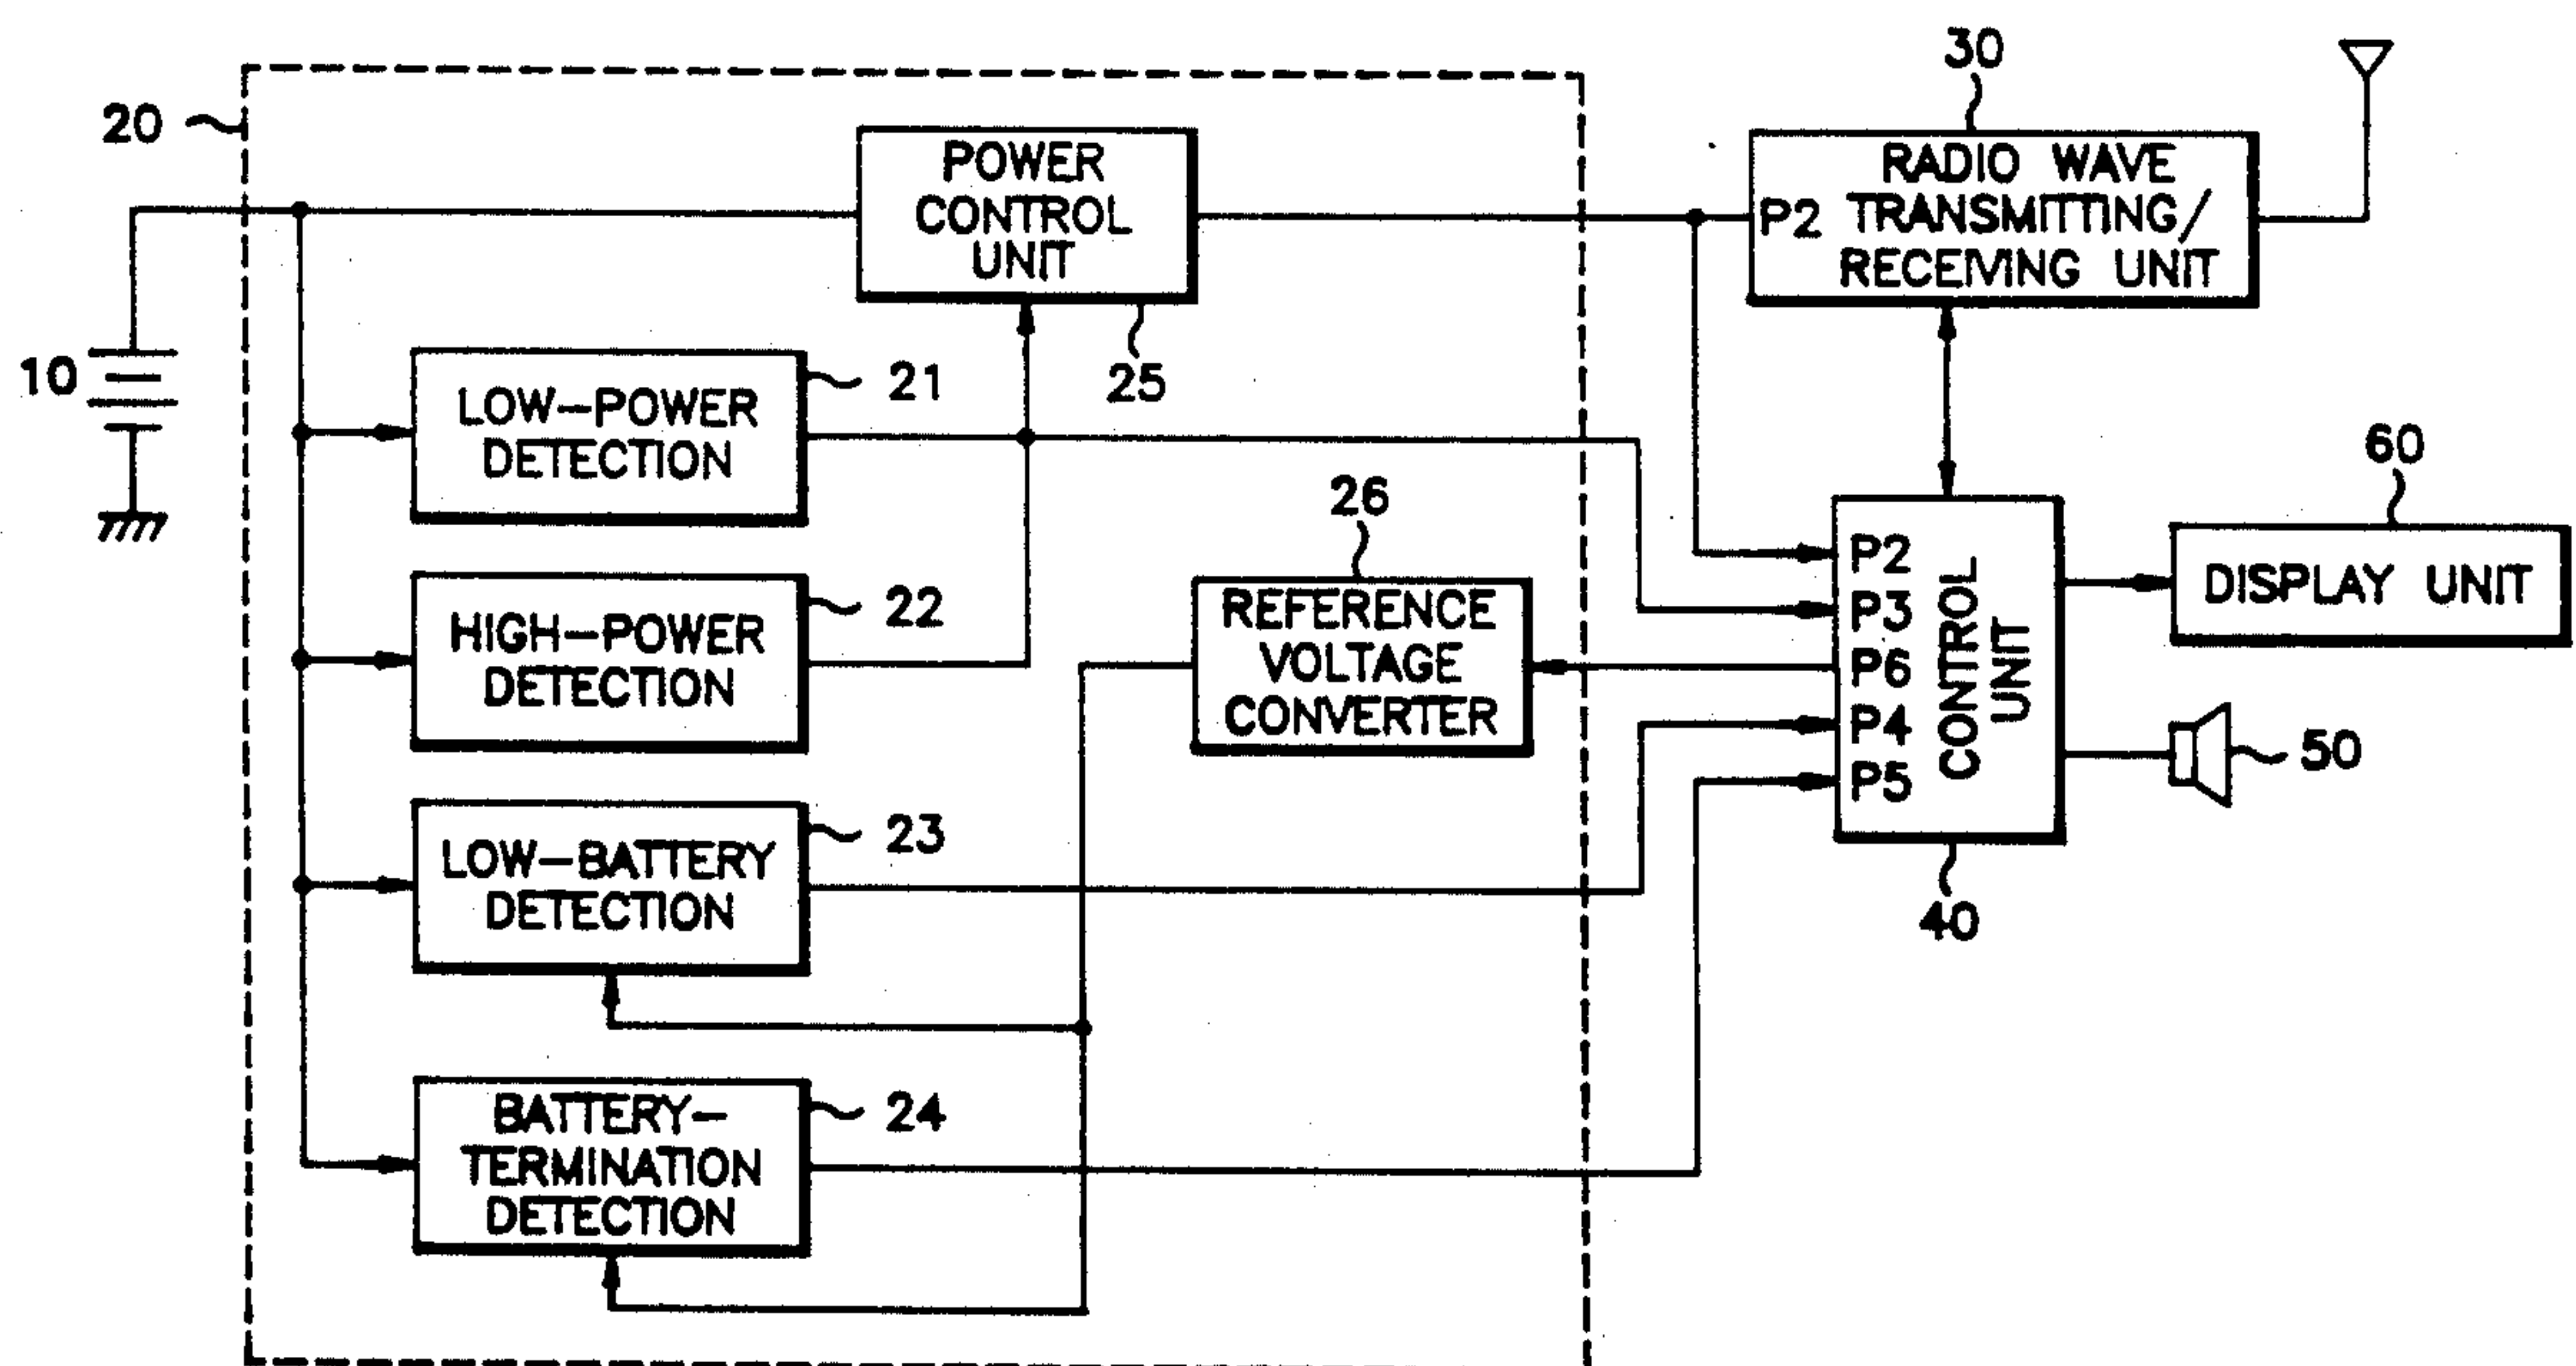 30
20
POWER
CONTROL
UNIT
25
P2
RADIO WAVE
TRANSMITTING/
RECEIVING UNIT
10
LOW-POWER
DETECTION
21
HIGH-POWER
DETECTION
22
26
REFERENCE
VOLTAGE
CONVERTER
LOW-BATTERY
DETECTION
23
BATTERY-
TERMINATION
DETECTION
24
P2
P3
P6
P4
P5
CONTROL
UNIT
40
60
DISPLAY UNIT
50